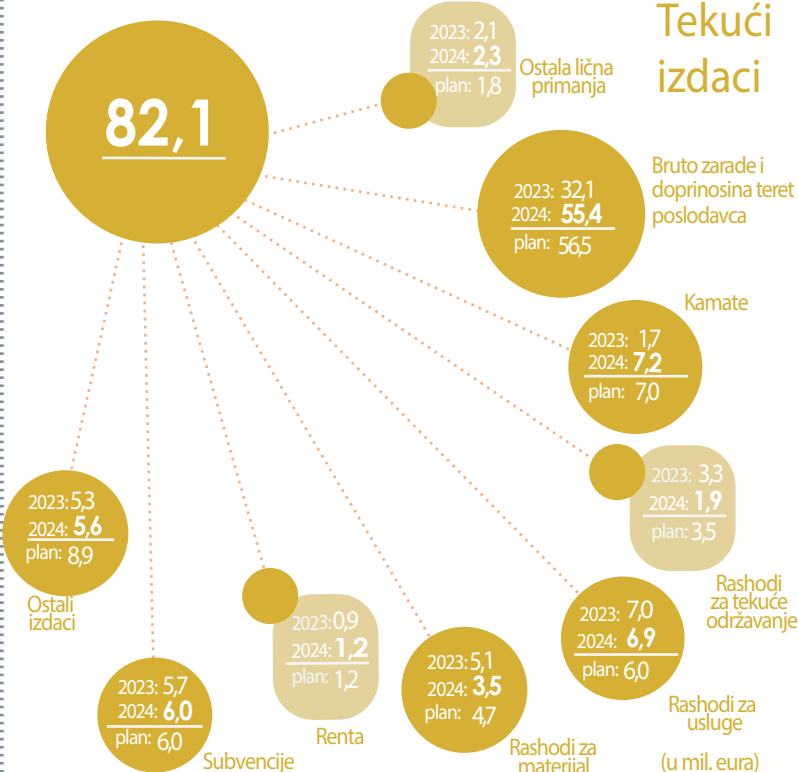 Tekući
izdaci
82,1
2023: 2,1
2024: 2,3
plan: 1,8
Ostala lična
primanja
2023: 32,1
2024: 55,4
plan: 56,5
Bruto zarade i
doprinosina teret
poslodavca
Kamate
2023: 1,7
2024: 7,2
plan: 7,0
2023: 3,3
2024: 1,9
plan: 3,5
Rashodi
za tekuće
održavanje
2023: 7,0
2024: 6,9
plan: 6,0
Rashodi za
usluge
2023: 5,1
2024: 3,5
plan: 4,7
Rashodi za
materijal
2023: 0,9
2024: 1,2
plan: 1,2
Renta
2023: 5,7
2024: 6,0
plan: 6,0
Subvencije
2023: 5,3
2024: 5,6
plan: 8,9
Ostali
izdaci
(u mil. eura)